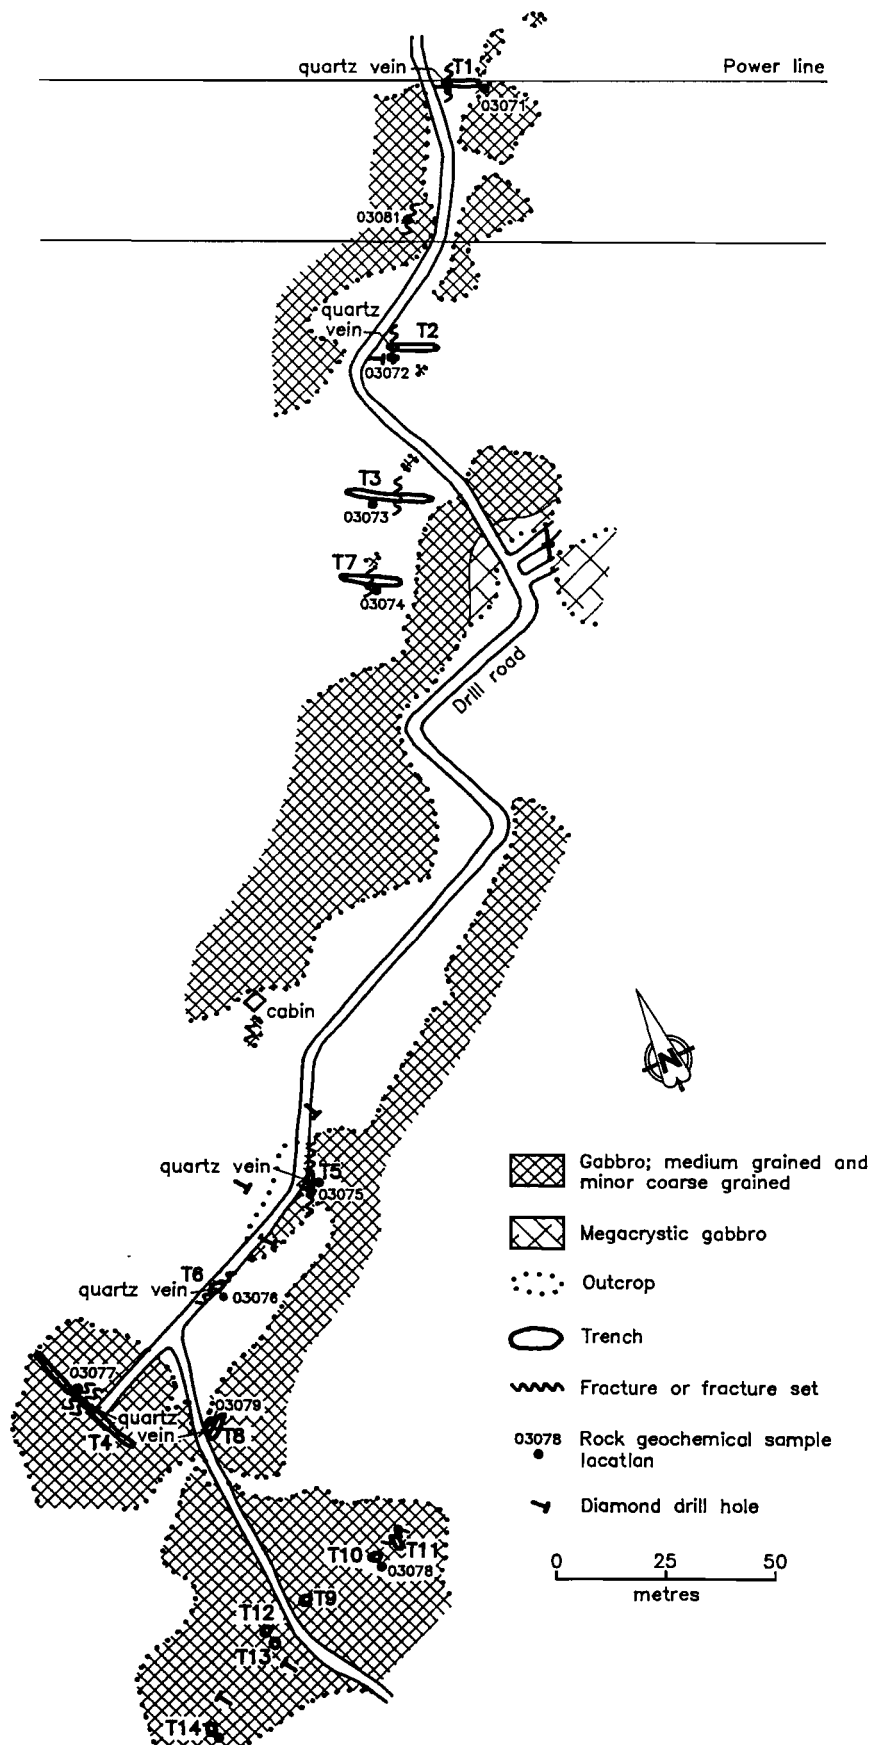 quartz vein
T1
Power line
03071
03081
quartz
vein
T2
03072
T3
03073
T7
03074
Drill road
cabin
N
quartz vein
T5
03075
T6
quartz vein
03076
03077
03079
quartz
vein
T4
T8
T10
T11
03078
T9
T12
T13
T14
Gabbro; medium grained and
minor coarse grained
Megacrystic gabbro
Outcrop
Trench
Fracture or fracture set
03078
Rock geochemical sample
location
Diamond drill hole
0 25 50
metres